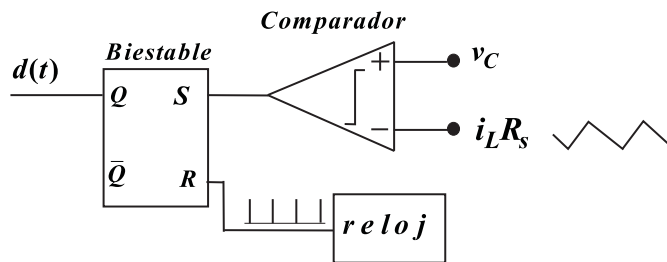 Comparador
Biestable
d(t)
Q
S
+
v_C
−
i_L R_s
Q̅
R
reloj